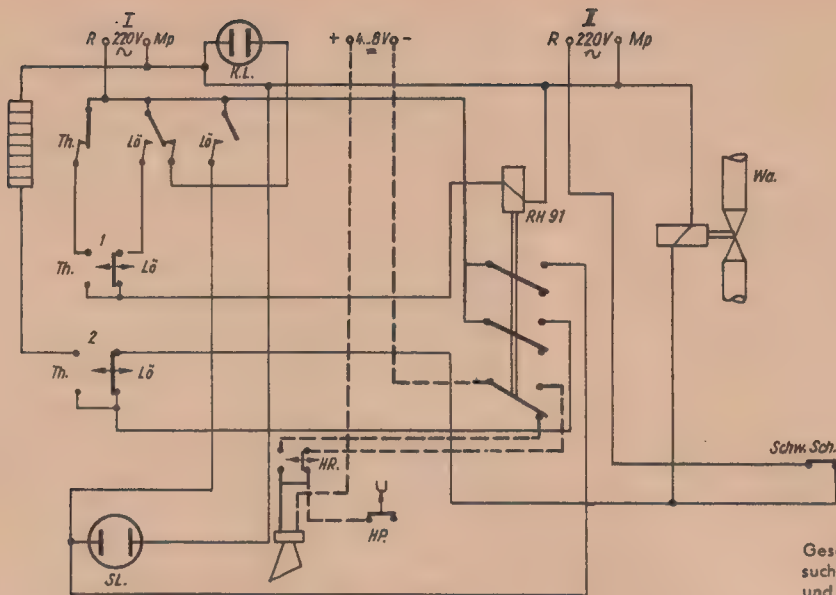 I
R 220V Mp
~
K.L.
+ 4...8V -
=
II
R 220V Mp
~
Th.
Lö
Lö
RH 91
Wa.
1
Th.
Lö
2
Th.
Lö
HR.
HP.
Schw. Sch.
SL.
Gese
such
und